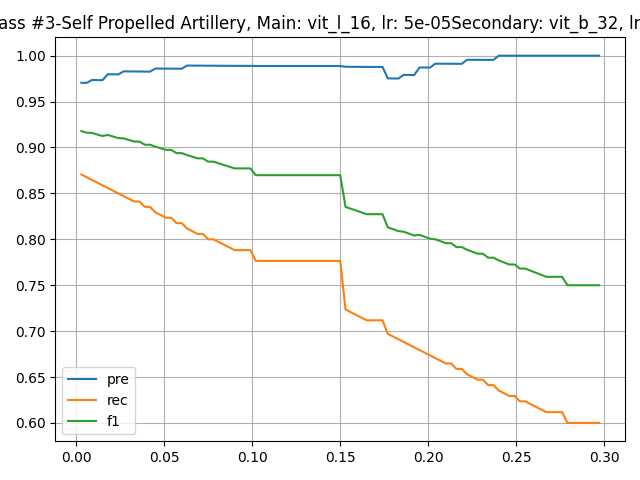 ass #3-Self Propelled Artillery, Main: vit_l_16, lr: 5e-05Secondary: vit_b_32, lr
1.00
0.95
0.90
0.85
0.80
0.75
0.70
0.65
0.60
pre
rec
f1
0.00 0.05 0.10 0.15 0.20 0.25 0.30